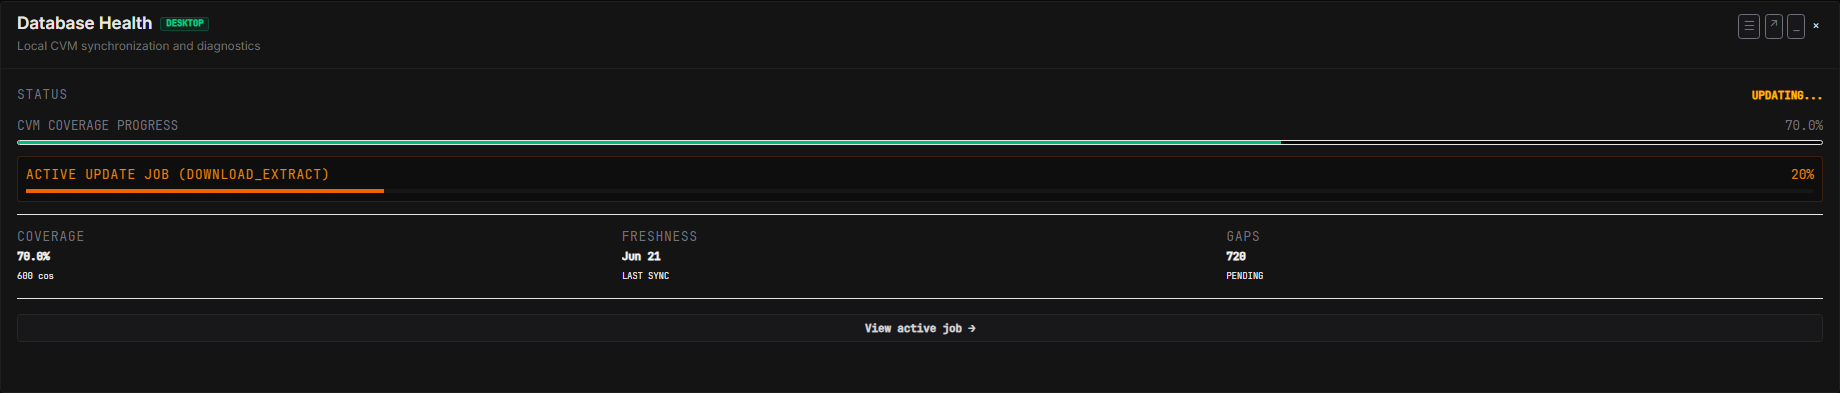 Database Health DESKTOP
Local CVM synchronization and diagnostics
STATUS UPDATING...
CVM COVERAGE PROGRESS 70.0%
ACTIVE UPDATE JOB (DOWNLOAD_EXTRACT) 20%
COVERAGE FRESHNESS GAPS
70.0% Jun 21 720
600 cos LAST SYNC PENDING
View active job →